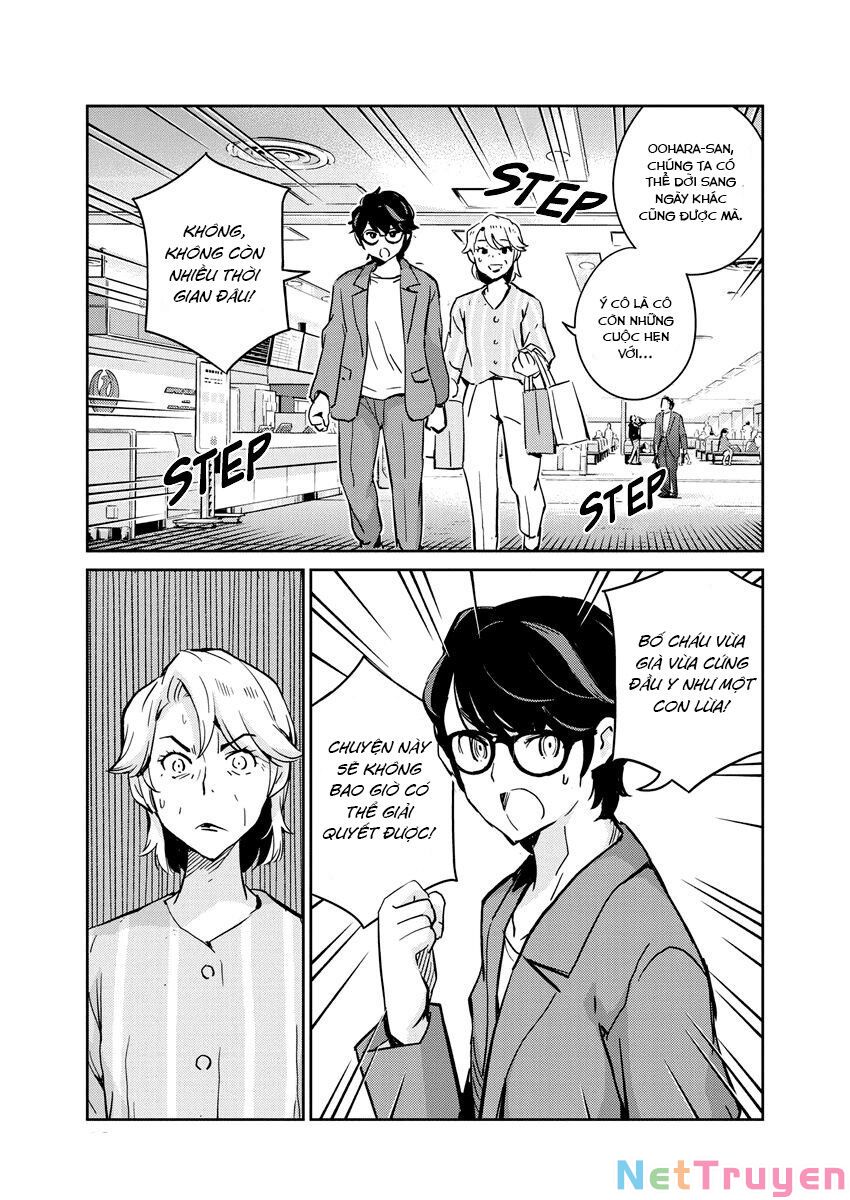 OOHARA-SAN,
CHÚNG TA CÓ
THỂ DỜI SANG
NGÀY KHÁC
CŨNG ĐƯỢC MÀ.
Ý CÔ LÀ CÔ
CÒN NHỮNG
CUỘC HẸN
VỚI...
STEP
KHÔNG,
KHÔNG CÒN
NHIỀU THỜI
GIAN ĐÂU!
STEP
STEP
BỐ CHÁU VỪA
GIÀ VỪA CỨNG
ĐẦU Y NHƯ MỘT
CON LỪA!
CHUYỆN NÀY
SẼ KHÔNG
BAO GIỜ CÓ
THỂ GIẢI
QUYẾT ĐƯỢC!
NetTruyen